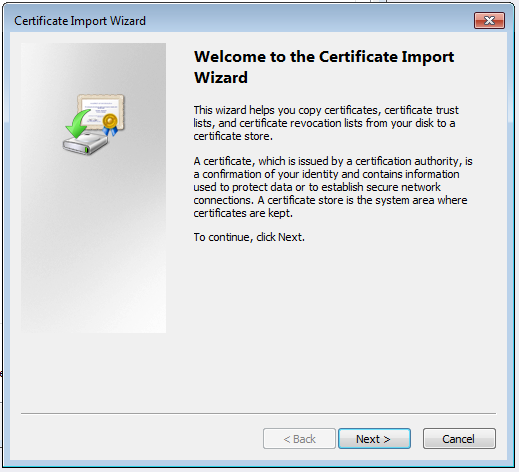 Certificate Import Wizard
Welcome to the Certificate Import
Wizard
This wizard helps you copy certificates, certificate trust
lists, and certificate revocation lists from your disk to a
certificate store.
A certificate, which is issued by a certification authority, is
a confirmation of your identity and contains information
used to protect data or to establish secure network
connections. A certificate store is the system area where
certificates are kept.
To continue, click Next.
< Back
Next >
Cancel